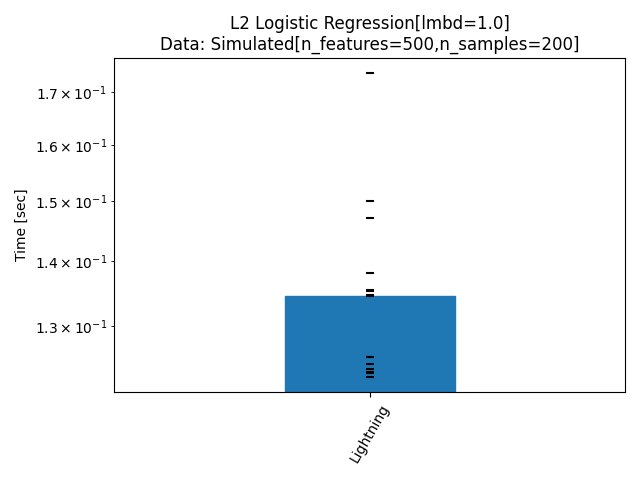 L2 Logistic Regression[lmbd=1.0]
Data: Simulated[n_features=500,n_samples=200]
Time [sec]
1.7 × 10⁻¹
1.6 × 10⁻¹
1.5 × 10⁻¹
1.4 × 10⁻¹
1.3 × 10⁻¹
Lightning